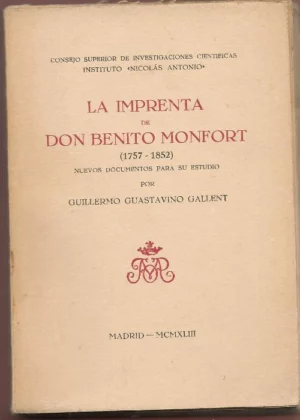 CONSEJO SUPERIOR DE INVESTIGACIONES CIENTIFICAS
INSTITUTO «NICOLÁS ANTONIO»
LA IMPRENTA
DE
DON BENITO MONFORT
(1757 - 1852)
NUEVOS DOCUMENTOS PARA SU ESTUDIO
POR
GUILLERMO GUASTAVINO GALLENT
MADRID — MCMXLIII